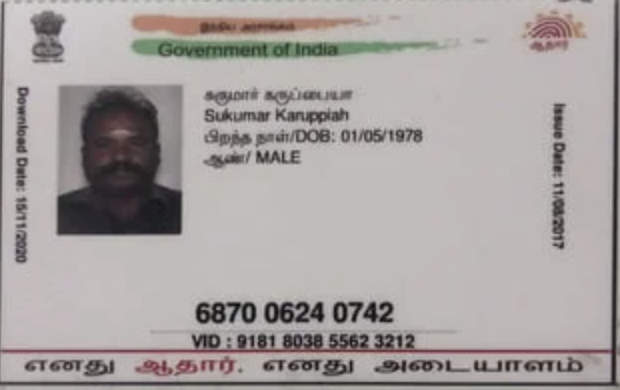 இந்திய அரசாங்கம்
Government of India
ஆதார்
சுகுமார் கருப்பையா
Sukumar Karuppiah
பிறந்த நாள்/DOB: 01/05/1978
ஆண்/ MALE
Download Date: 15/11/2020
Issue Date: 11/08/2017
6870 0624 0742
VID : 9181 8038 5562 3212
எனது ஆதார், எனது அடையாளம்